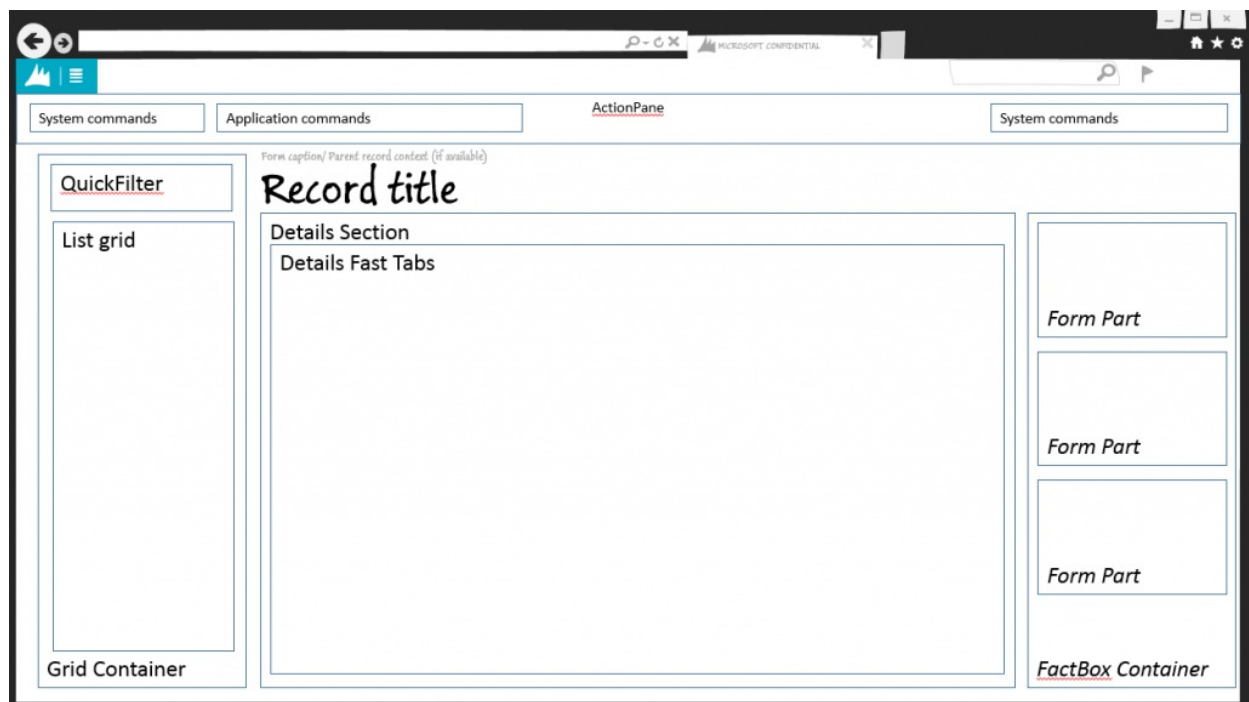 MICROSOFT CONFIDENTIAL
System commands
Application commands
ActionPane
System commands
QuickFilter
List grid
Grid Container
Form caption/ Parent record context (if available)
Record title
Details Section
Details Fast Tabs
Form Part
Form Part
Form Part
FactBox Container